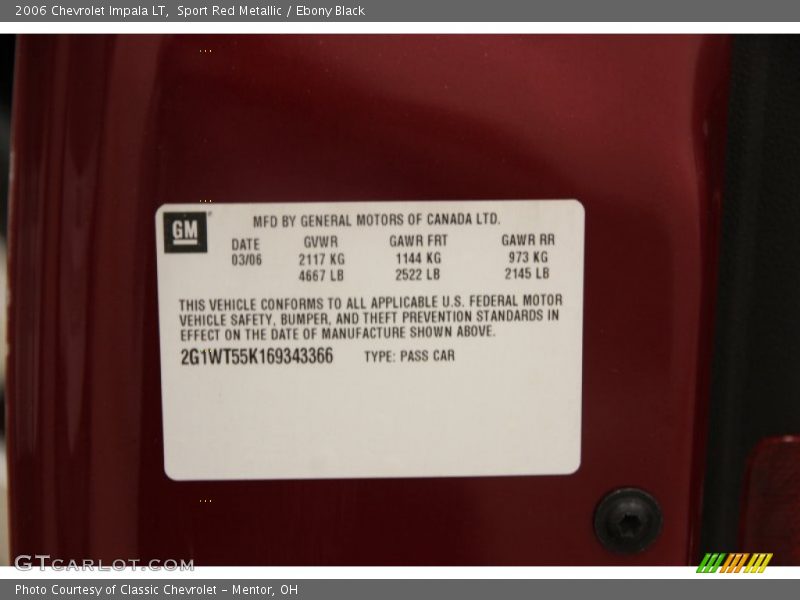 2006 Chevrolet Impala LT, Sport Red Metallic / Ebony Black
GM
MFD BY GENERAL MOTORS OF CANADA LTD.
DATE GVWR GAWR FRT GAWR RR
03/06 2117 KG 1144 KG 973 KG
4667 LB 2522 LB 2145 LB
THIS VEHICLE CONFORMS TO ALL APPLICABLE U.S. FEDERAL MOTOR
VEHICLE SAFETY, BUMPER, AND THEFT PREVENTION STANDARDS IN
EFFECT ON THE DATE OF MANUFACTURE SHOWN ABOVE.
2G1WT55K169343366 TYPE: PASS CAR
GTCARLOT.COM
Photo Courtesy of Classic Chevrolet - Mentor, OH